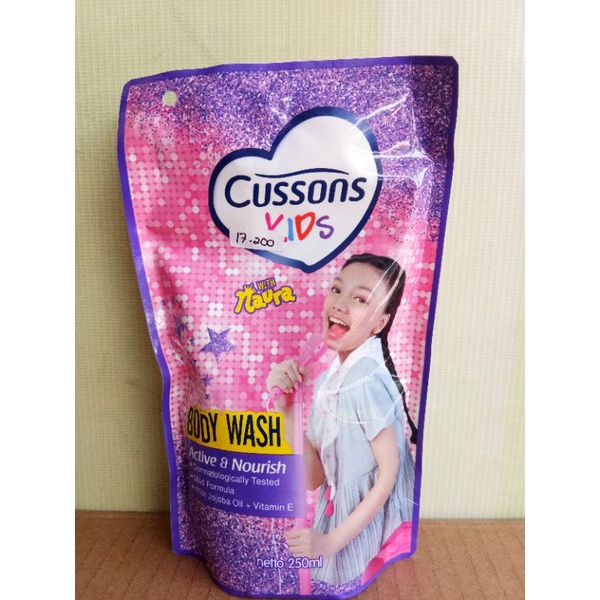 Cussons
KIDS
17.200
WITH
Naura
BODY WASH
Active & Nourish
Dermatologically Tested
Mild Formula
Jojoba Oil + Vitamin E
netto 250ml